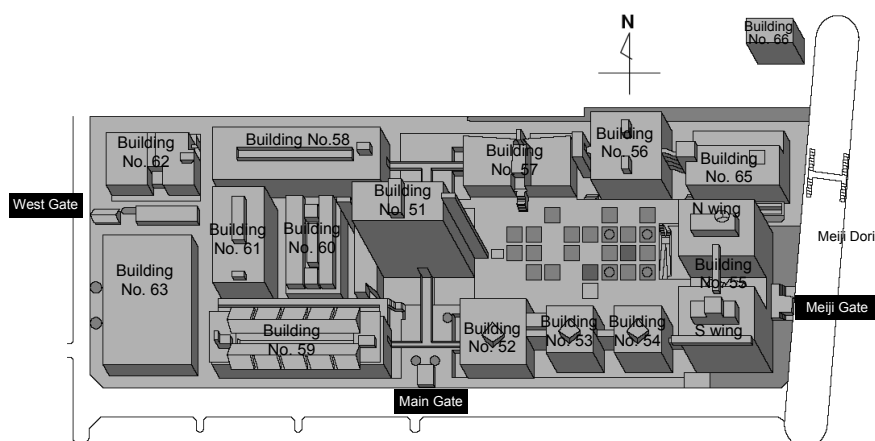 Building
No. 66
N
Building No.58
Building
No. 62
Building
No. 57
Building
No. 56
Building
No. 65
Building
No. 51
West Gate
N wing
Building
No. 61
Building
No. 60
Meiji Dori
Building
No. 63
Building
No. 55
Meiji Gate
Building
No. 59
Building
No. 52
Building
No. 53
Building
No. 54
S wing
Main Gate